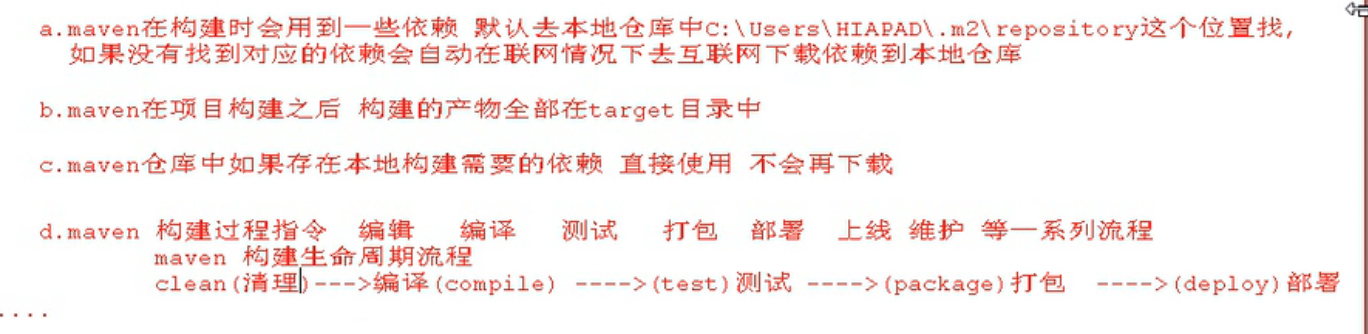 a.maven在构建时会用到一些依赖 默认去本地仓库中C:\Users\HIAPAD\.m2\repository这个位置找,
如果没有找到对应的依赖会自动在联网情况下去互联网下载依赖到本地仓库
b.maven在项目构建之后 构建的产物全部在target目录中
c.maven仓库中如果存在本地构建需要的依赖 直接使用 不会再下载
d.maven 构建过程指令 编辑 编译 测试 打包 部署 上线 维护 等一系列流程
maven 构建生命周期流程
clean(清理)--->编译(compile) ---->(test)测试 ---->(package)打包 ---->(deploy)部署
....